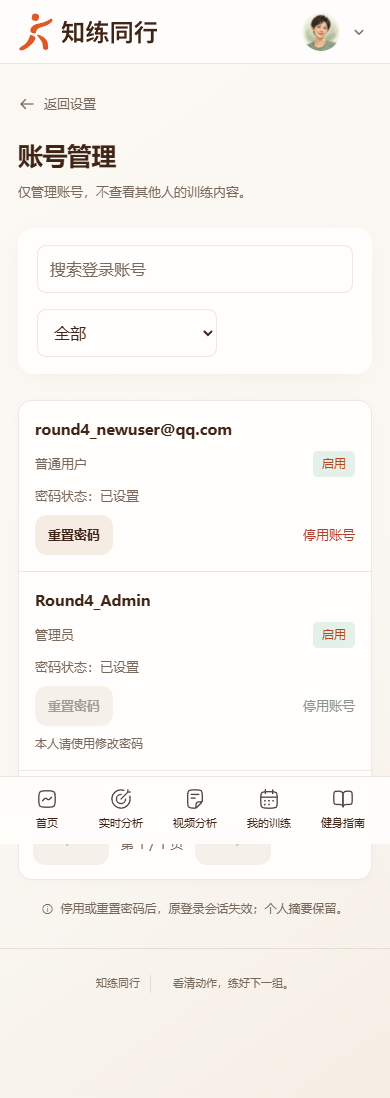 知练同行
返回设置
账号管理
仅管理账号，不查看其他人的训练内容。
搜索登录账号
全部
round4_newuser@qq.com
普通用户 启用
密码状态：已设置
重置密码 停用账号
Round4_Admin
管理员 启用
密码状态：已设置
重置密码 停用账号
本人请使用修改密码
首页 实时分析 视频分析 我的训练 健身指南
第 1 / 1 页
停用或重置密码后，原登录会话失效；个人摘要保留。
知练同行 看清动作，练好下一组。